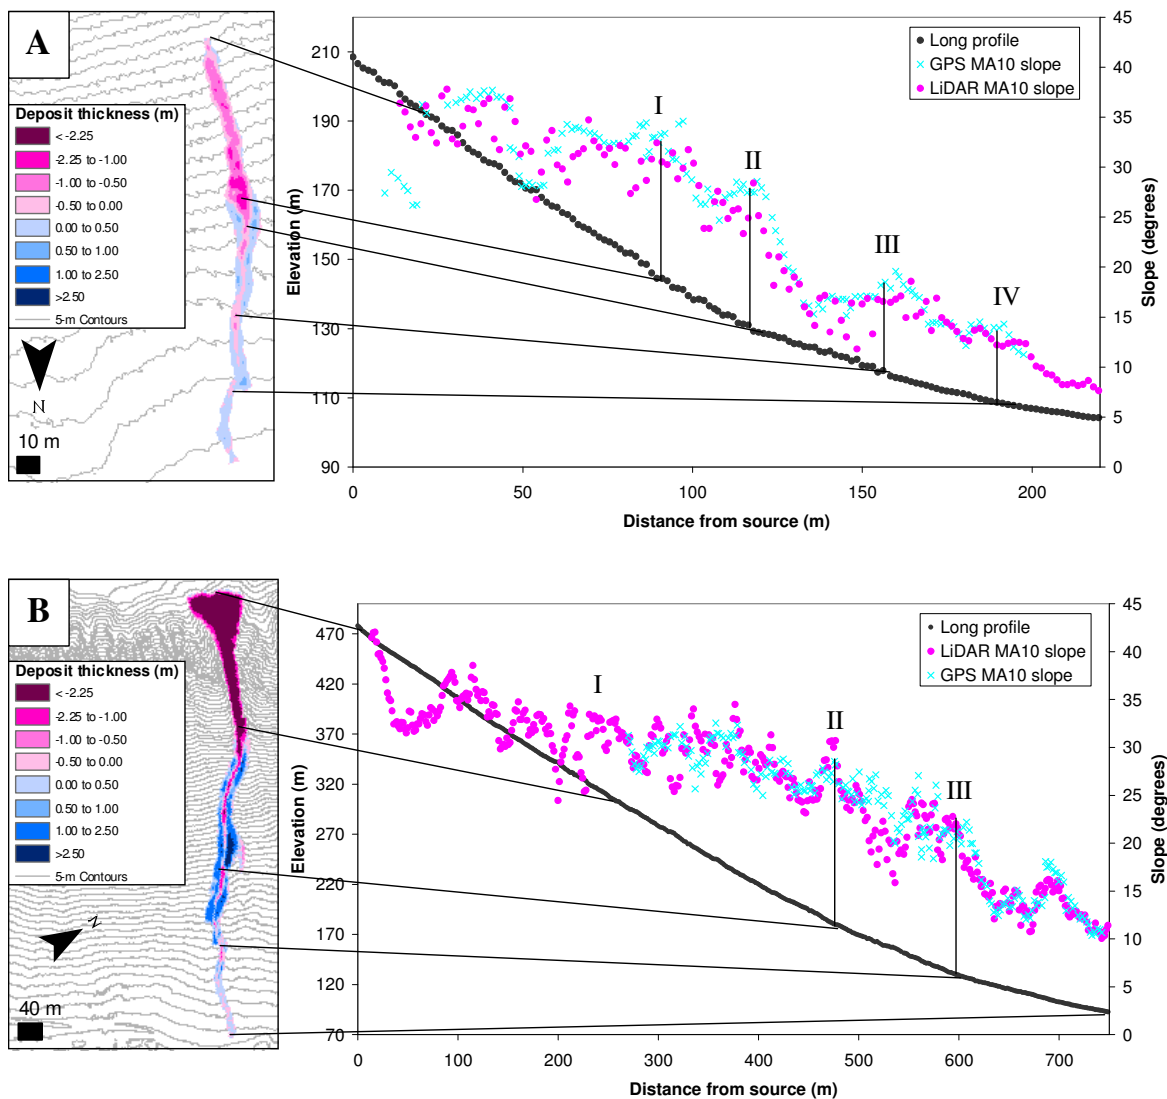 A
Deposit thickness (m)
< -2.25
-2.25 to -1.00
-1.00 to -0.50
-0.50 to 0.00
0.00 to 0.50
0.50 to 1.00
1.00 to 2.50
>2.50
5-m Contours
N
10 m
Long profile
GPS MA10 slope
LiDAR MA10 slope
I
II
III
IV
210
190
170
150
130
110
90
Elevation (m)
45
40
35
30
25
20
15
10
5
0
Slope (degrees)
0 50 100 150 200
Distance from source (m)
B
Deposit thickness (m)
< -2.25
-2.25 to -1.00
-1.00 to -0.50
-0.50 to 0.00
0.00 to 0.50
0.50 to 1.00
1.00 to 2.50
>2.50
5-m Contours
N
40 m
Long profile
LiDAR MA10 slope
GPS MA10 slope
I
II
III
470
420
370
320
270
220
170
120
70
Elevation (m)
45
40
35
30
25
20
15
10
5
0
Slope (degrees)
0 100 200 300 400 500 600 700
Distance from source (m)